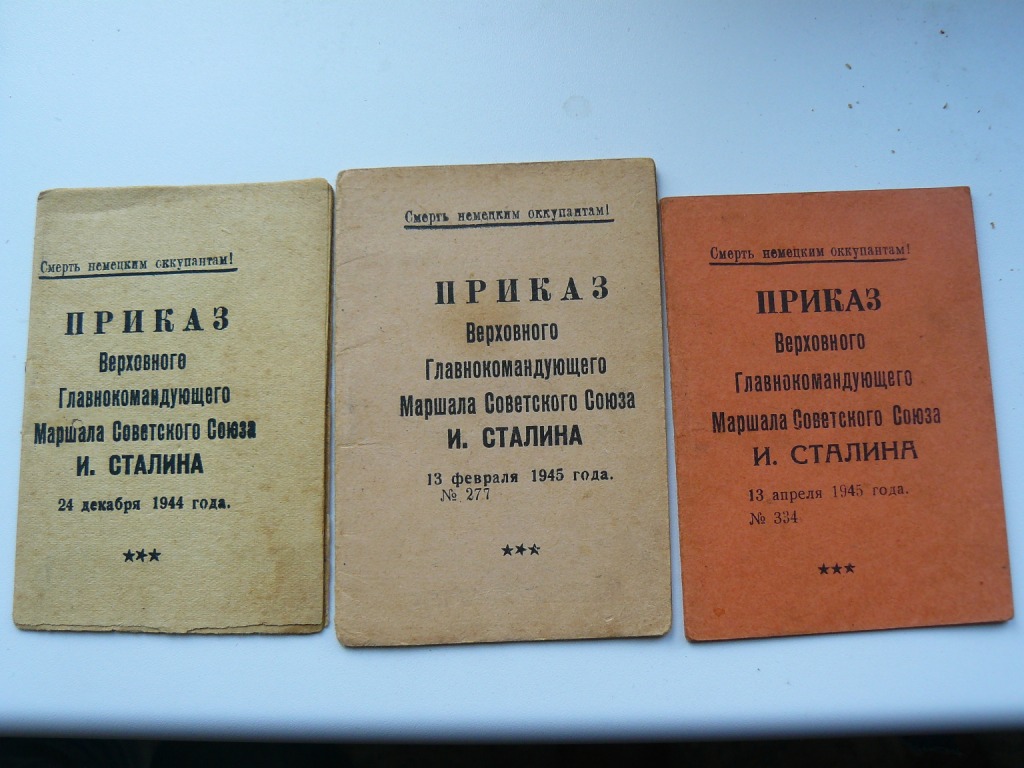 Смерть немецким оккупантам!
ПРИКАЗ
Верховного
Главнокомандующего
Маршала Советского Союза
И. СТАЛИНА
24 декабря 1944 года.
Смерть немецким оккупантам!
ПРИКАЗ
Верховного
Главнокомандующего
Маршала Советского Союза
И. СТАЛИНА
13 февраля 1945 года.
№ 277
Смерть немецким оккупантам!
ПРИКАЗ
Верховного
Главнокомандующего
Маршала Советского Союза
И. СТАЛИНА
13 апреля 1945 года.
№ 334